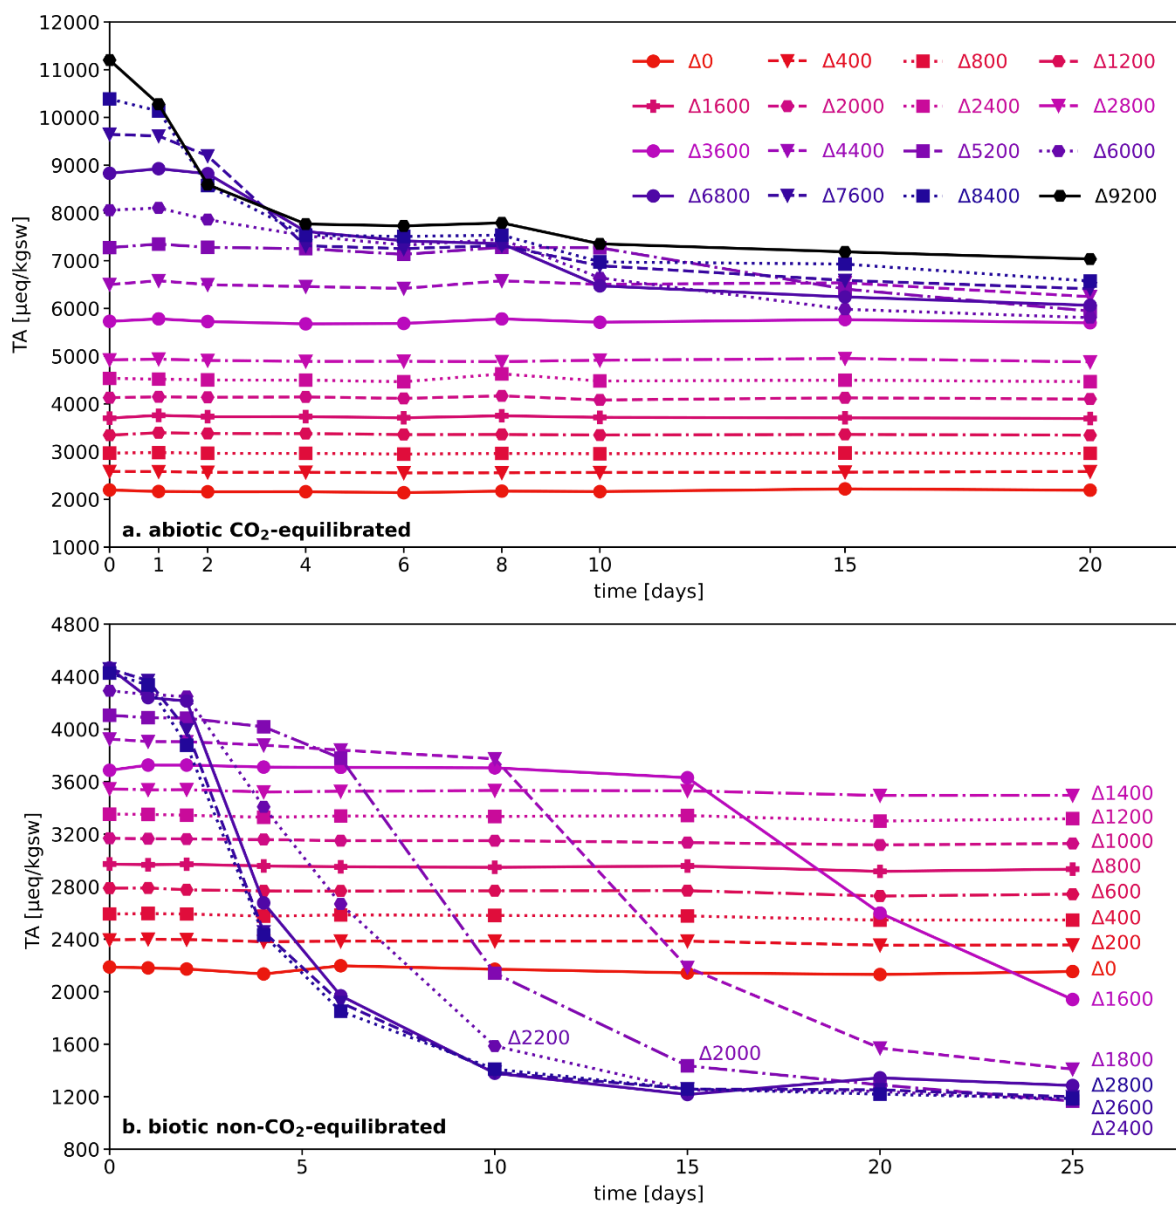 12000
11000
10000
9000
8000
7000
6000
5000
4000
3000
2000
1000
TA [µeq/kgsw]
Δ0 Δ400 Δ800 Δ1200
Δ1600 Δ2000 Δ2400 Δ2800
Δ3600 Δ4400 Δ5200 Δ6000
Δ6800 Δ7600 Δ8400 Δ9200
a. abiotic CO₂-equilibrated
0 1 2 4 6 8 10 15 20
time [days]
4800
4400
4000
3600
3200
2800
2400
2000
1600
1200
800
TA [µeq/kgsw]
Δ1400
Δ1200
Δ1000
Δ800
Δ600
Δ400
Δ200
Δ0
Δ1600
Δ2200
Δ2000
Δ1800
Δ2800
Δ2600
Δ2400
b. biotic non-CO₂-equilibrated
0 5 10 15 20 25
time [days]